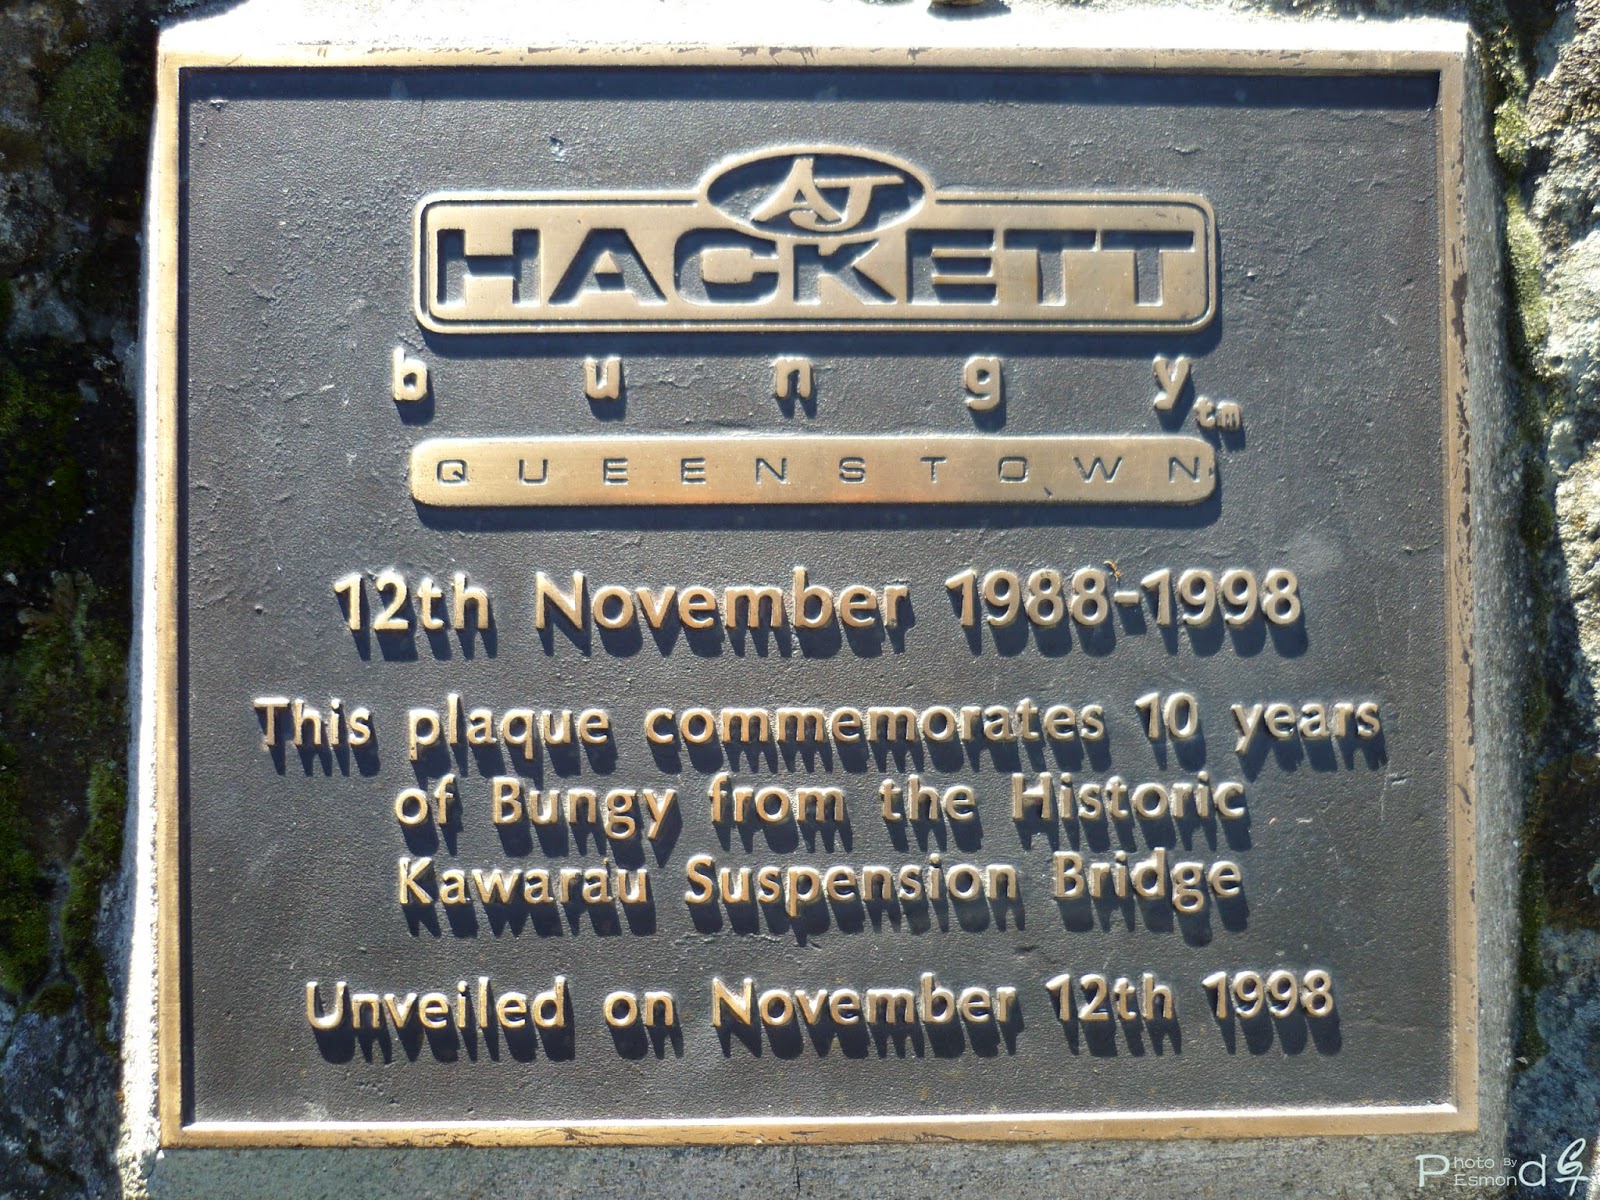 AJ
HACKETT
bungy tm
QUEENSTOWN
12th November 1988-1998
This plaque commemorates 10 years
of Bungy from the Historic
Kawarau Suspension Bridge
Unveiled on November 12th 1998
Photo By
Esmond